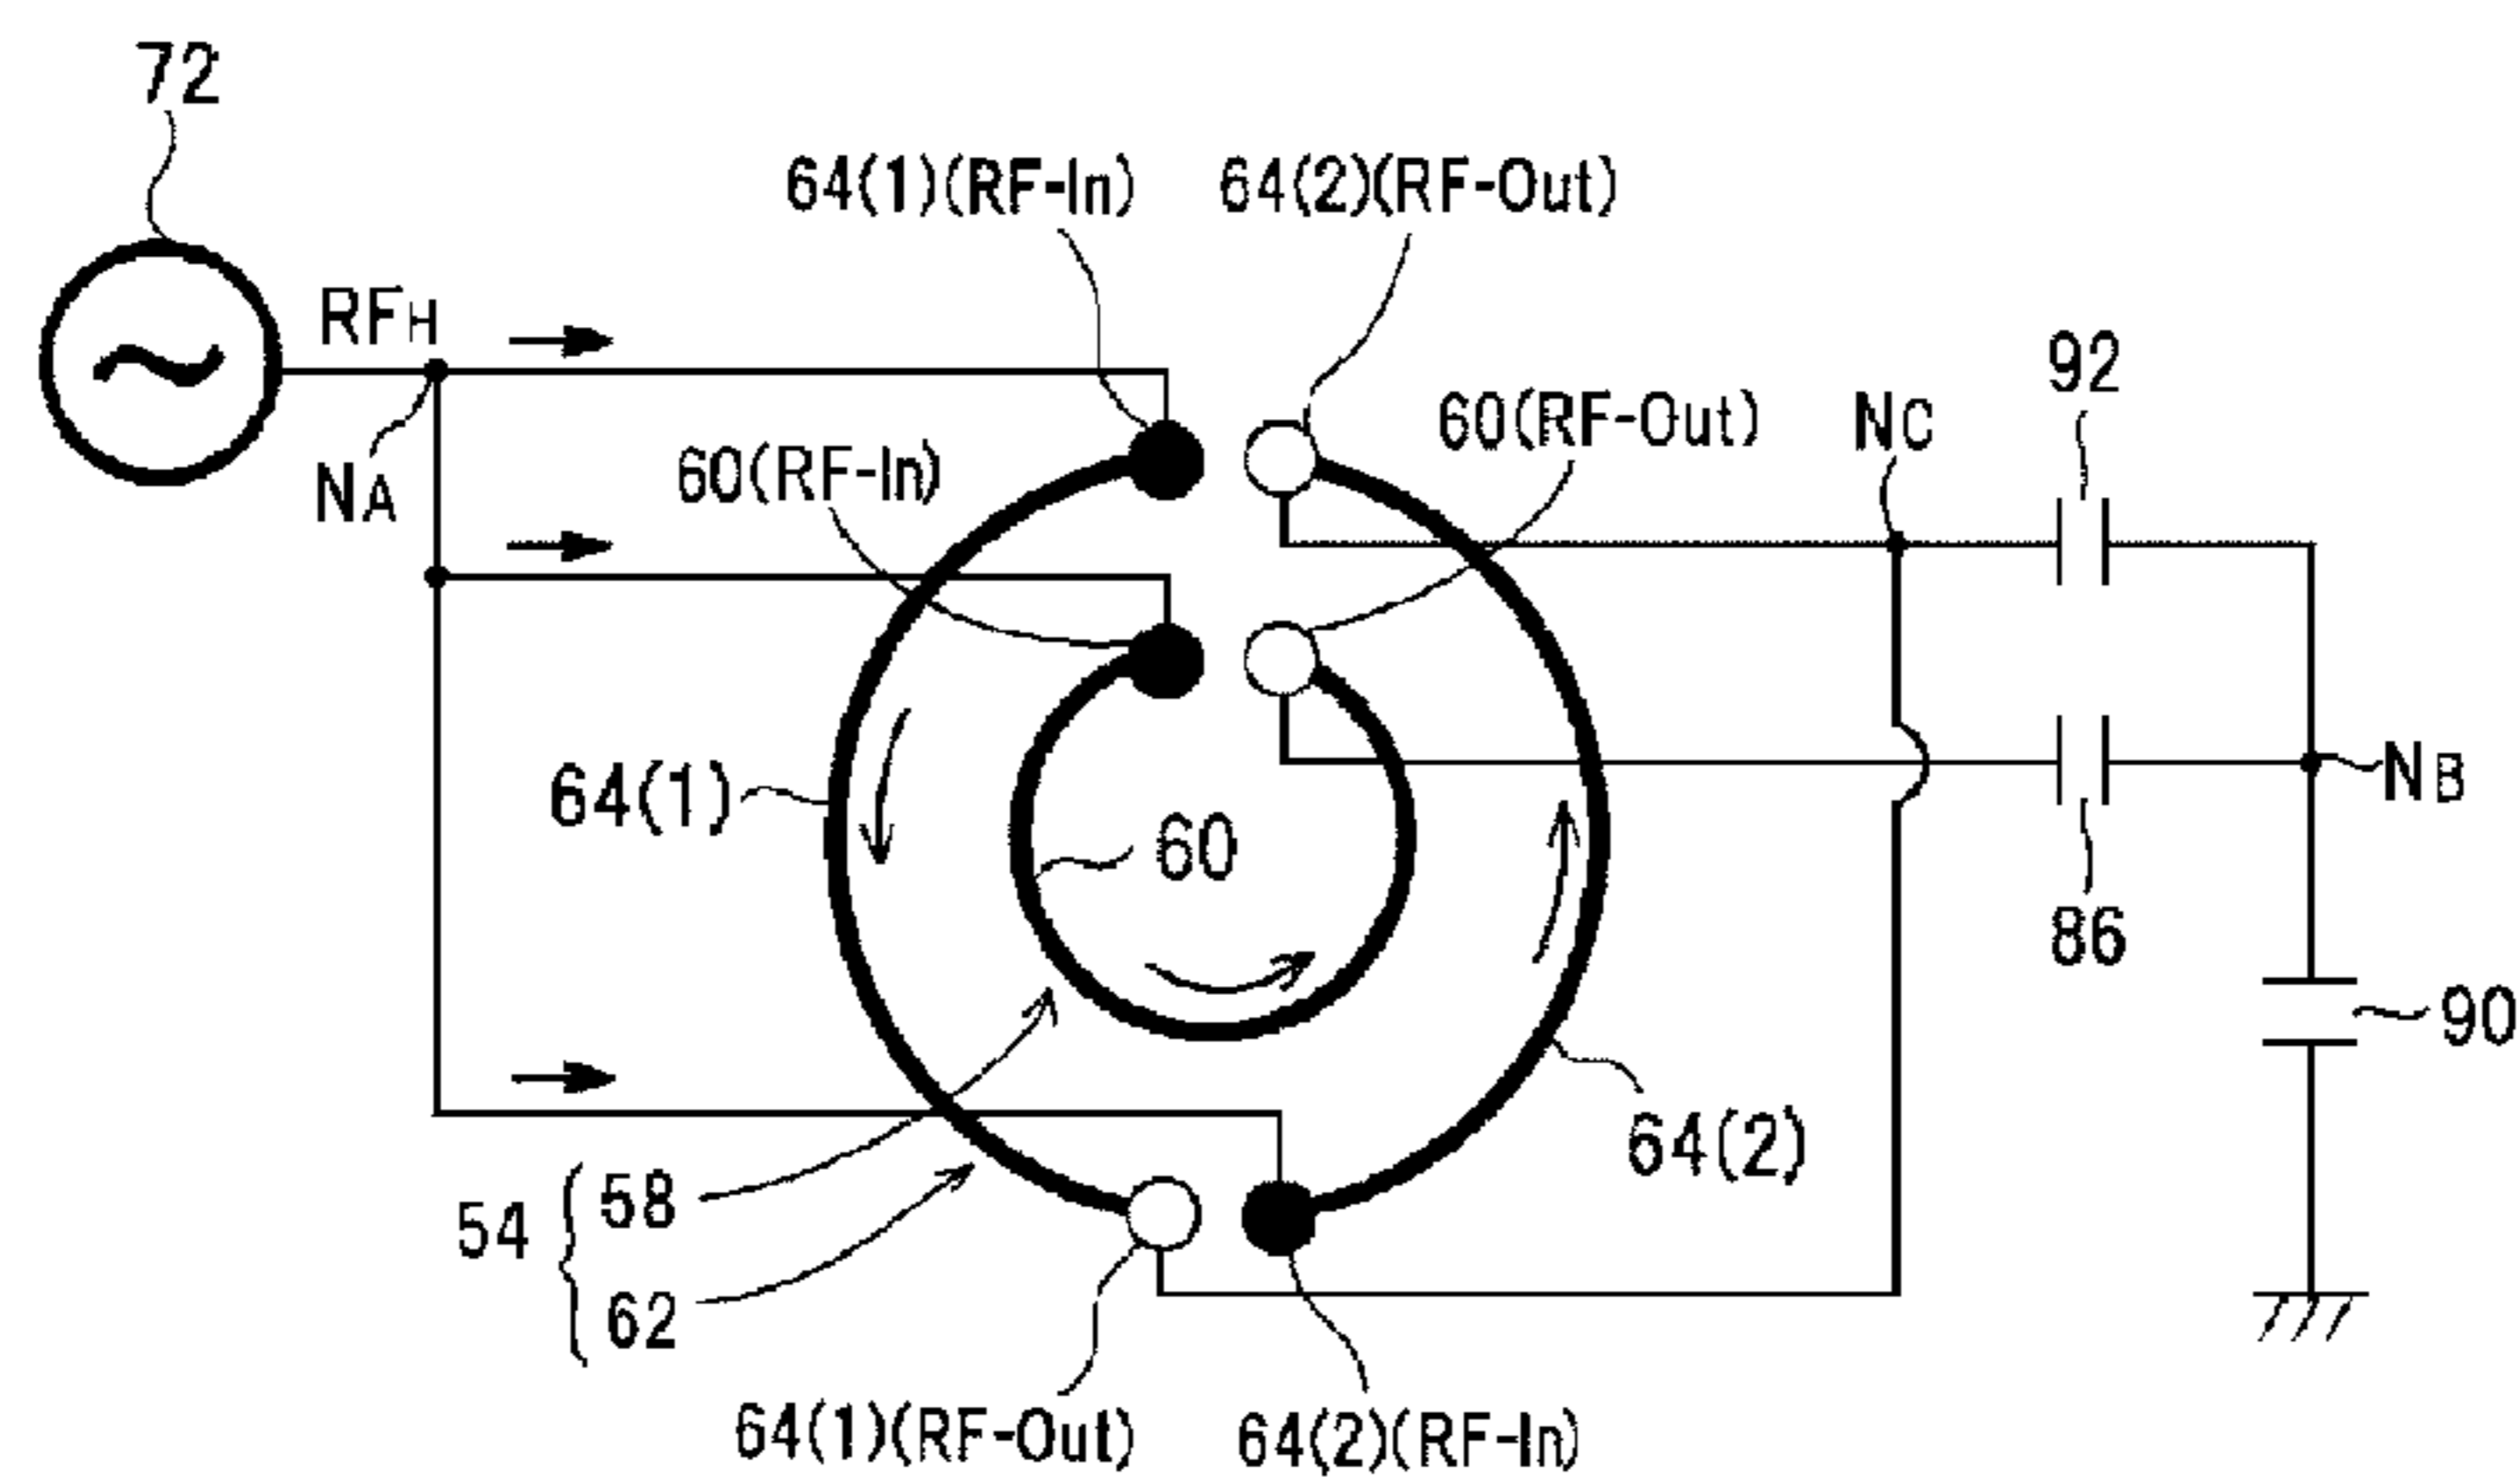 72
64(1)(RF-In)
64(2)(RF-Out)
RFH
92
60(RF-Out)
NC
60(RF-In)
NA
64(1)
60
NB
86
90
64(2)
54
58
62
64(1)(RF-Out)
64(2)(RF-In)